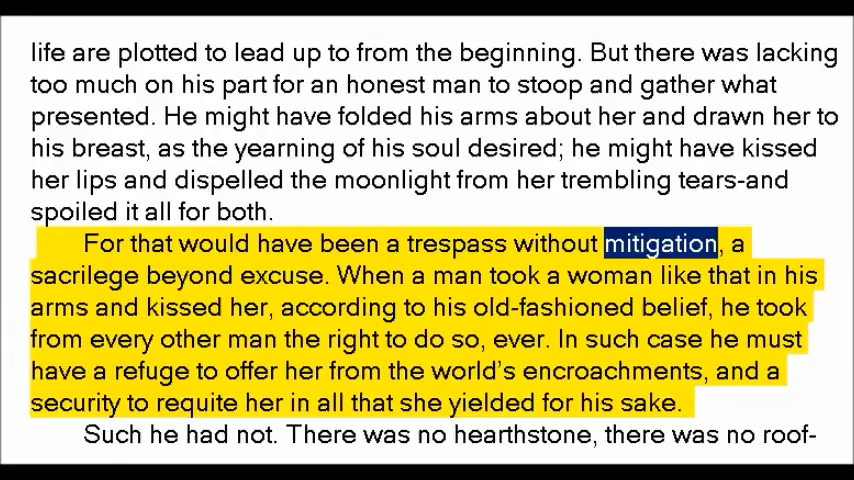 life are plotted to lead up to from the beginning. But there was lacking
too much on his part for an honest man to stoop and gather what
presented. He might have folded his arms about her and drawn her to
his breast, as the yearning of his soul desired; he might have kissed
her lips and dispelled the moonlight from her trembling tears-and
spoiled it all for both.
For that would have been a trespass without mitigation, a
sacrilege beyond excuse. When a man took a woman like that in his
arms and kissed her, according to his old-fashioned belief, he took
from every other man the right to do so, ever. In such case he must
have a refuge to offer her from the world’s encroachments, and a
security to requite her in all that she yielded for his sake.
Such he had not. There was no hearthstone, there was no roof-